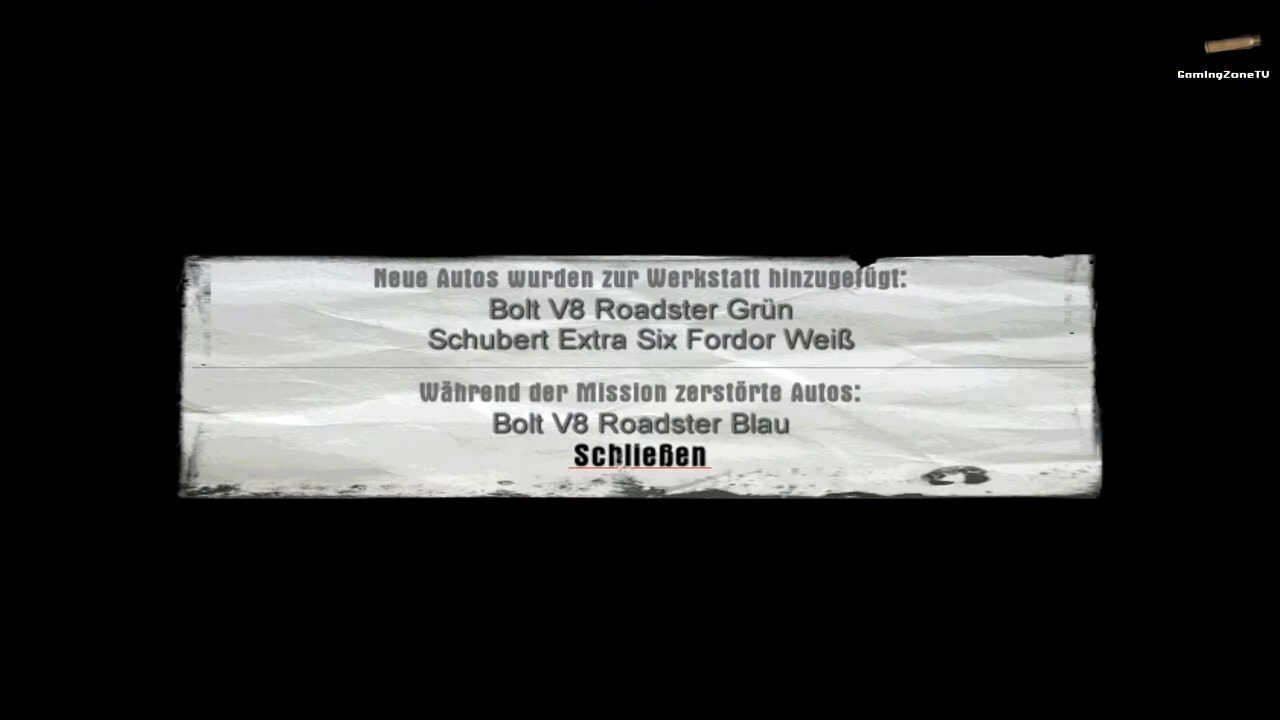 GamingZoneTV
Neue Autos wurden zur Werkstatt hinzugefügt:
Bolt V8 Roadster Grün
Schubert Extra Six Fordor Weiß
Während der Mission zerstörte Autos:
Bolt V8 Roadster Blau
Schließen